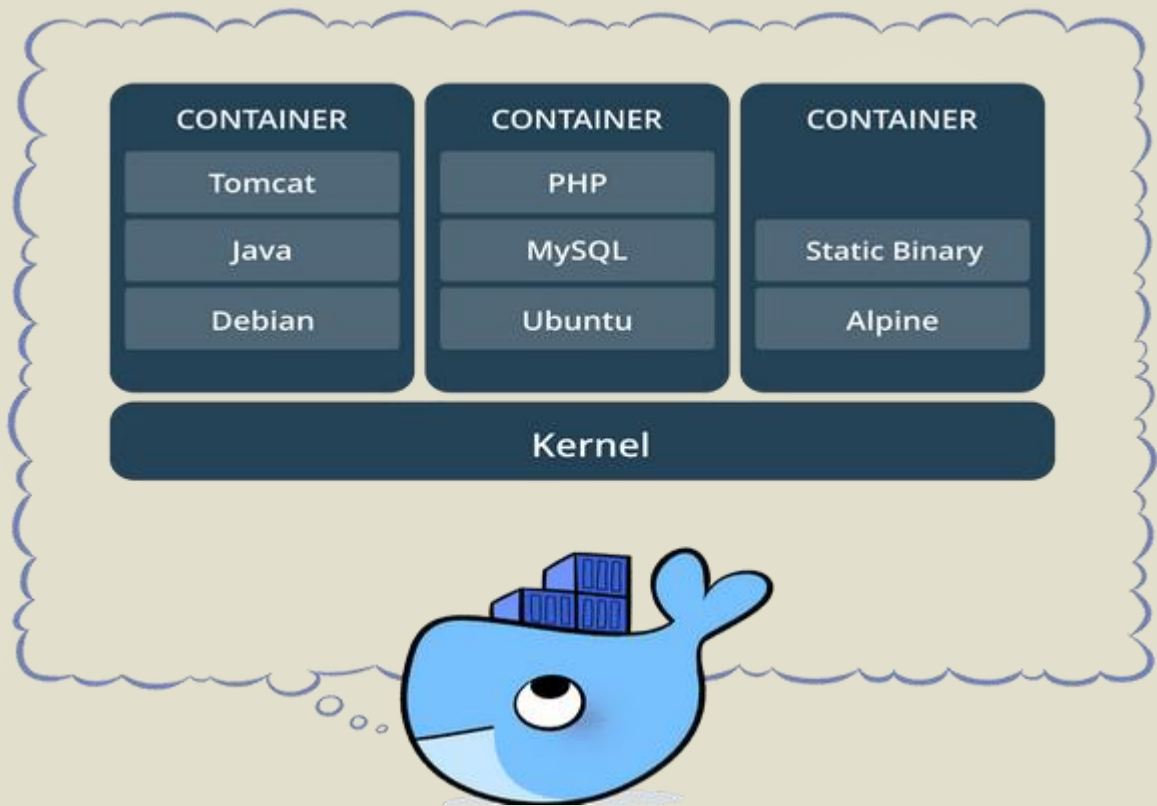 CONTAINER
Tomcat
Java
Debian
CONTAINER
PHP
MySQL
Ubuntu
CONTAINER
Static Binary
Alpine
Kernel